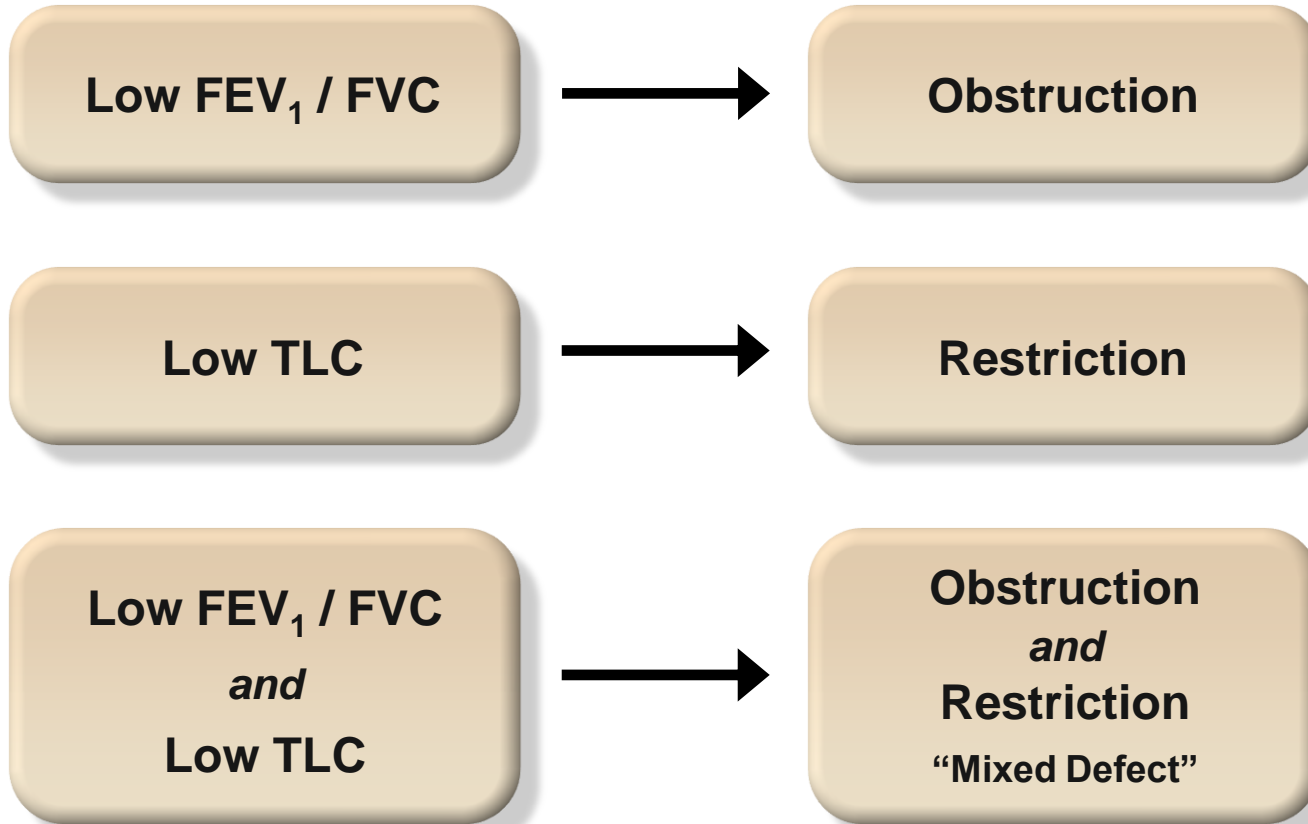 Low FEV₁ / FVC
Obstruction
Low TLC
Restriction
Low FEV₁ / FVC
and
Low TLC
Obstruction
and
Restriction
“Mixed Defect”